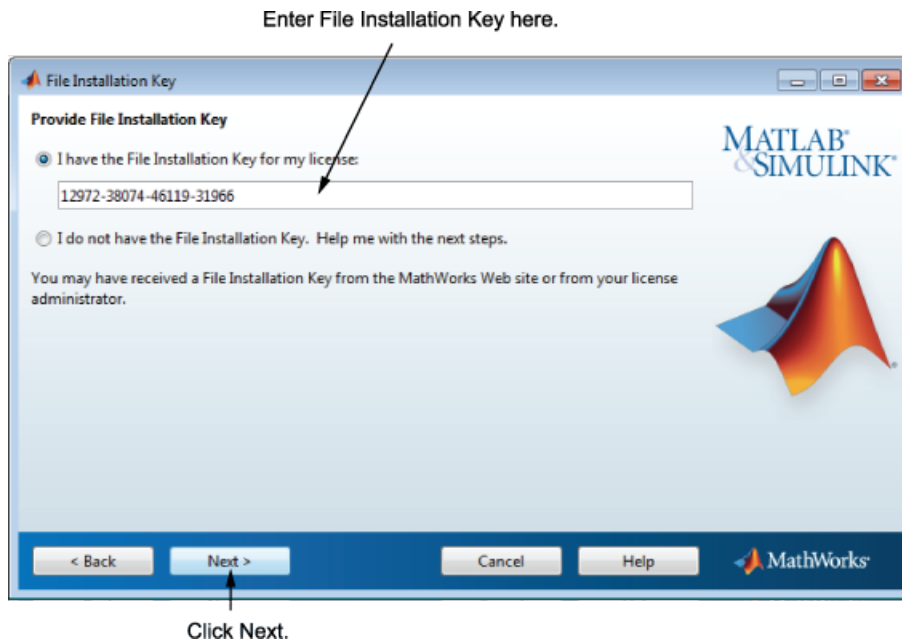 Enter File Installation Key here.
File Installation Key
Provide File Installation Key
MATLAB®
&SIMULINK®
I have the File Installation Key for my license:
12972-38074-46119-31966
I do not have the File Installation Key. Help me with the next steps.
You may have received a File Installation Key from the MathWorks Web site or from your license
administrator.
< Back
Next >
Cancel
Help
MathWorks®
Click Next.